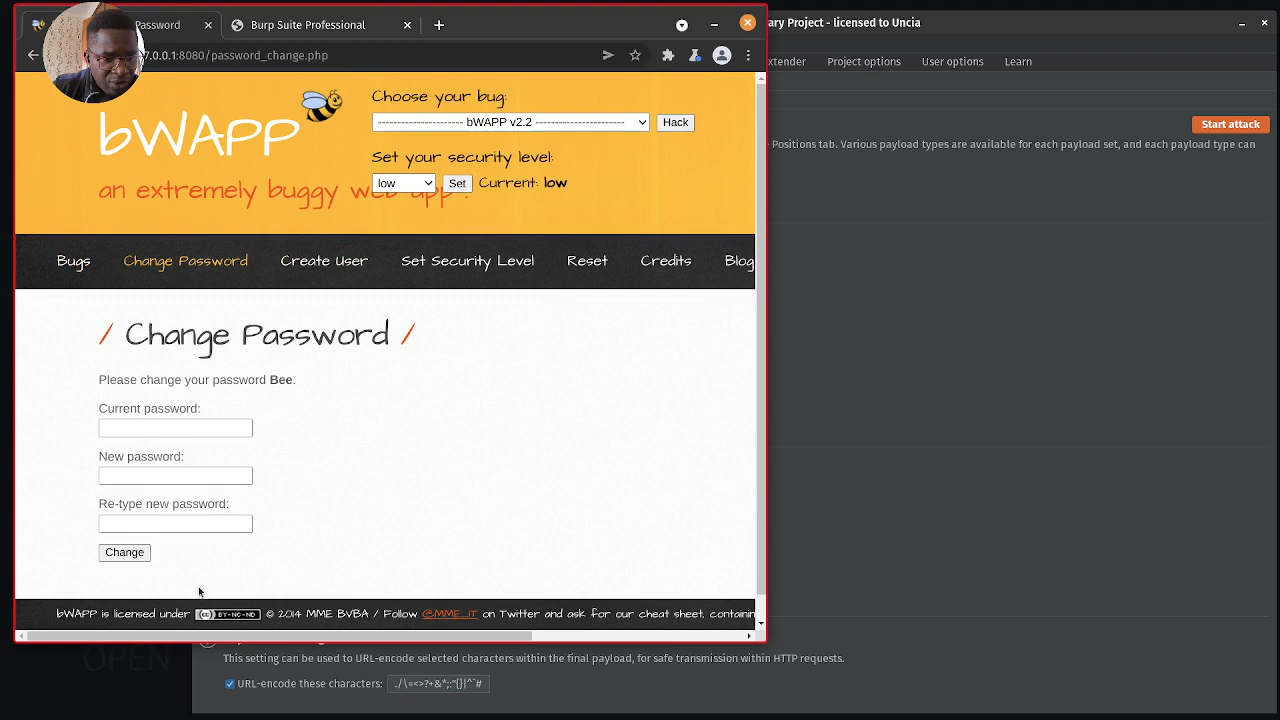 Password
Burp Suite Professional
ary Project - licensed to Uncia
7.0.0.1:8080/password_change.php
xtender Project options User options Learn
Choose your bug:
---------------------- bWAPP v2.2 ----------------------
Hack
bWAPP
Start attack
Positions tab. Various payload types are available for each payload set, and each payload type can
Set your security level:
low
Set
Current: low
an extremely buggy web app !
Bugs Change Password Create User Set Security Level Reset Credits Blog
/ Change Password /
Please change your password Bee.
Current password:
New password:
Re-type new password:
Change
bWAPP is licensed under BY-NC-ND © 2014 MME BVBA / Follow @MME_IT on Twitter and ask for our cheat sheet, containin
OPEN
This setting can be used to URL-encode selected characters within the final payload, for safe transmission within HTTP requests.
URL-encode these characters: ./\=<>?+&*;:"{}|^`#